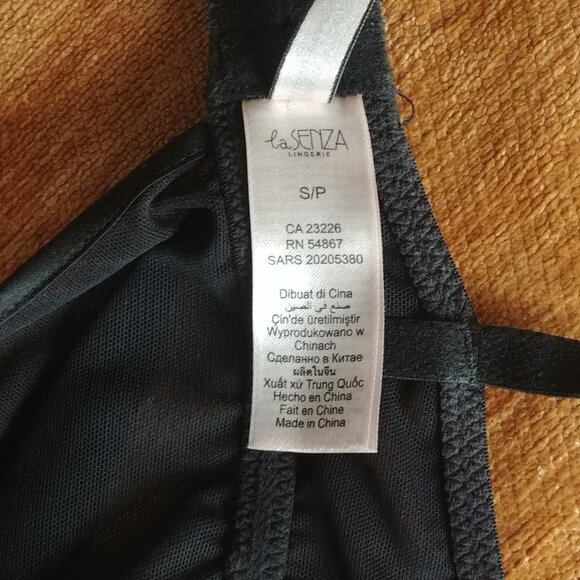 la SENZA
LINGERIE
S/P
CA 23226
RN 54867
SARS 20205380
Dibuat di Cina
صنع في الصين
Çin'de üretilmiştir
Wyprodukowano w
Chinach
Сделанно в Китае
ผลิตในจีน
Xuất xứ Trung Quốc
Hecho en China
Fait en Chine
Made in China